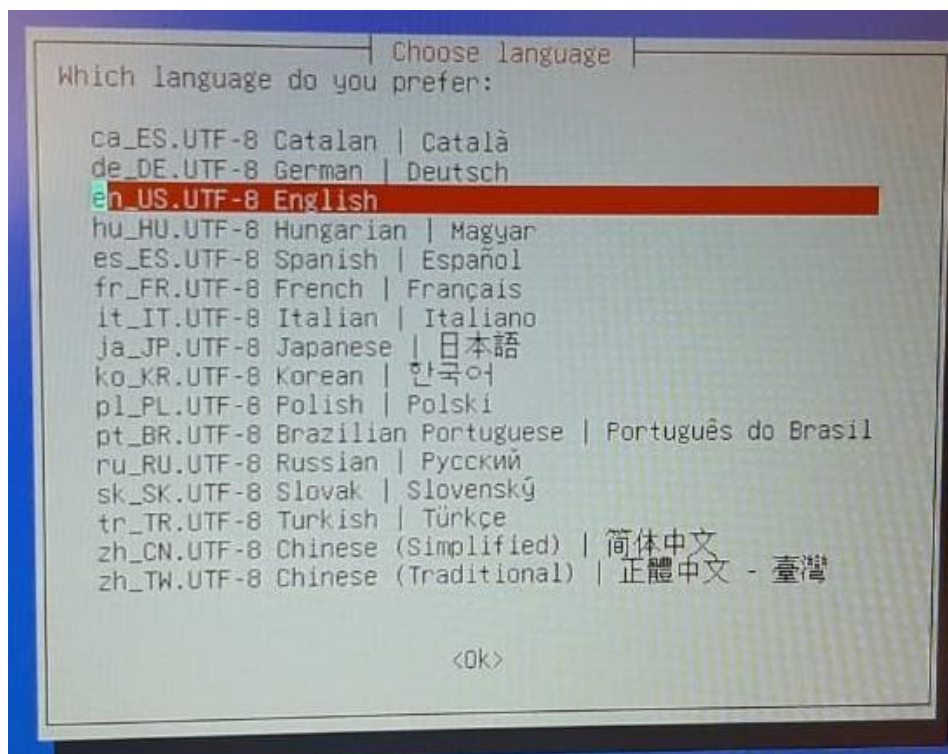 Choose language
Which language do you prefer:
ca_ES.UTF-8 Catalan | Català
de_DE.UTF-8 German | Deutsch
en_US.UTF-8 English
hu_HU.UTF-8 Hungarian | Magyar
es_ES.UTF-8 Spanish | Español
fr_FR.UTF-8 French | Français
it_IT.UTF-8 Italian | Italiano
ja_JP.UTF-8 Japanese | 日本語
ko_KR.UTF-8 Korean | 한국어
pl_PL.UTF-8 Polish | Polski
pt_BR.UTF-8 Brazilian Portuguese | Português do Brasil
ru_RU.UTF-8 Russian | Русский
sk_SK.UTF-8 Slovak | Slovenský
tr_TR.UTF-8 Turkish | Türkçe
zh_CN.UTF-8 Chinese (Simplified) | 简体中文
zh_TW.UTF-8 Chinese (Traditional) | 正體中文 - 臺灣
<Ok>